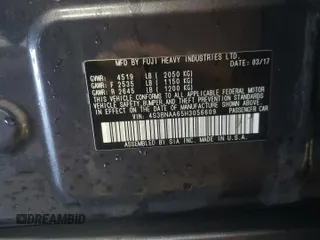 MFD BY FUJI HEAVY INDUSTRIES LTD.
GVWR: 4519 LB ( 2050 KG) DATE: 03/17
GAWR: F 2535 LB ( 1150 KG)
GAWR: R 2645 LB ( 1200 KG)
THIS VEHICLE CONFORMS TO ALL APPLICABLE
FEDERAL MOTOR VEHICLE SAFETY, BUMPER, AND THEFT PREVENTION STANDARDS IN
EFFECT ON THE DATE OF MANUFACTURE SHOWN ABOVE.
VIN: 4S3BNAA65H3056609
ASSEMBLED BY SIA INC. MADE IN U.S.A.
DREAMBID